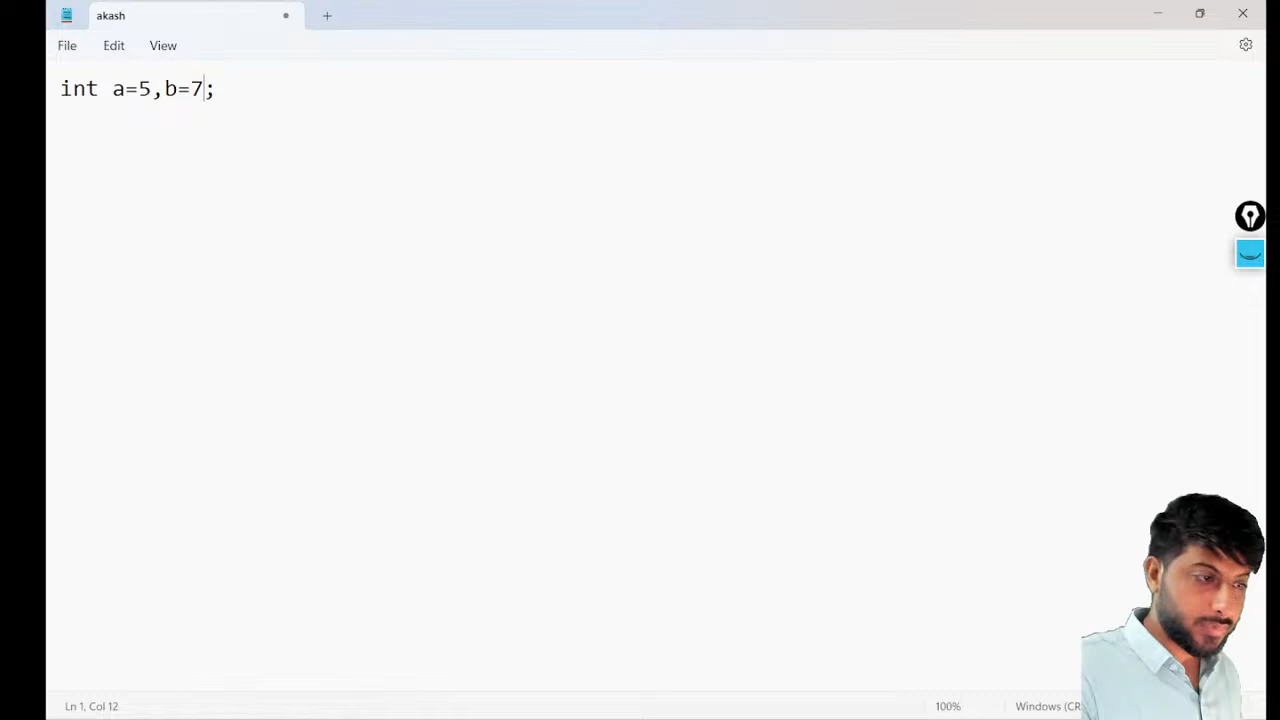 akash
File Edit View
int a=5,b=7;
Ln 1, Col 12
100%
Windows (CR